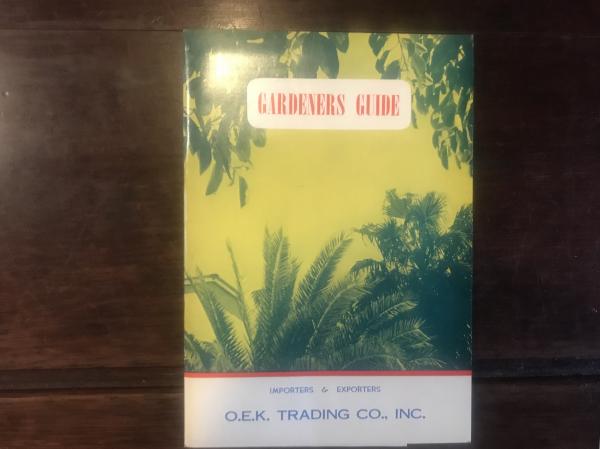 GARDENERS GUIDE
IMPORTERS & EXPORTERS
O.E.K. TRADING CO., INC.